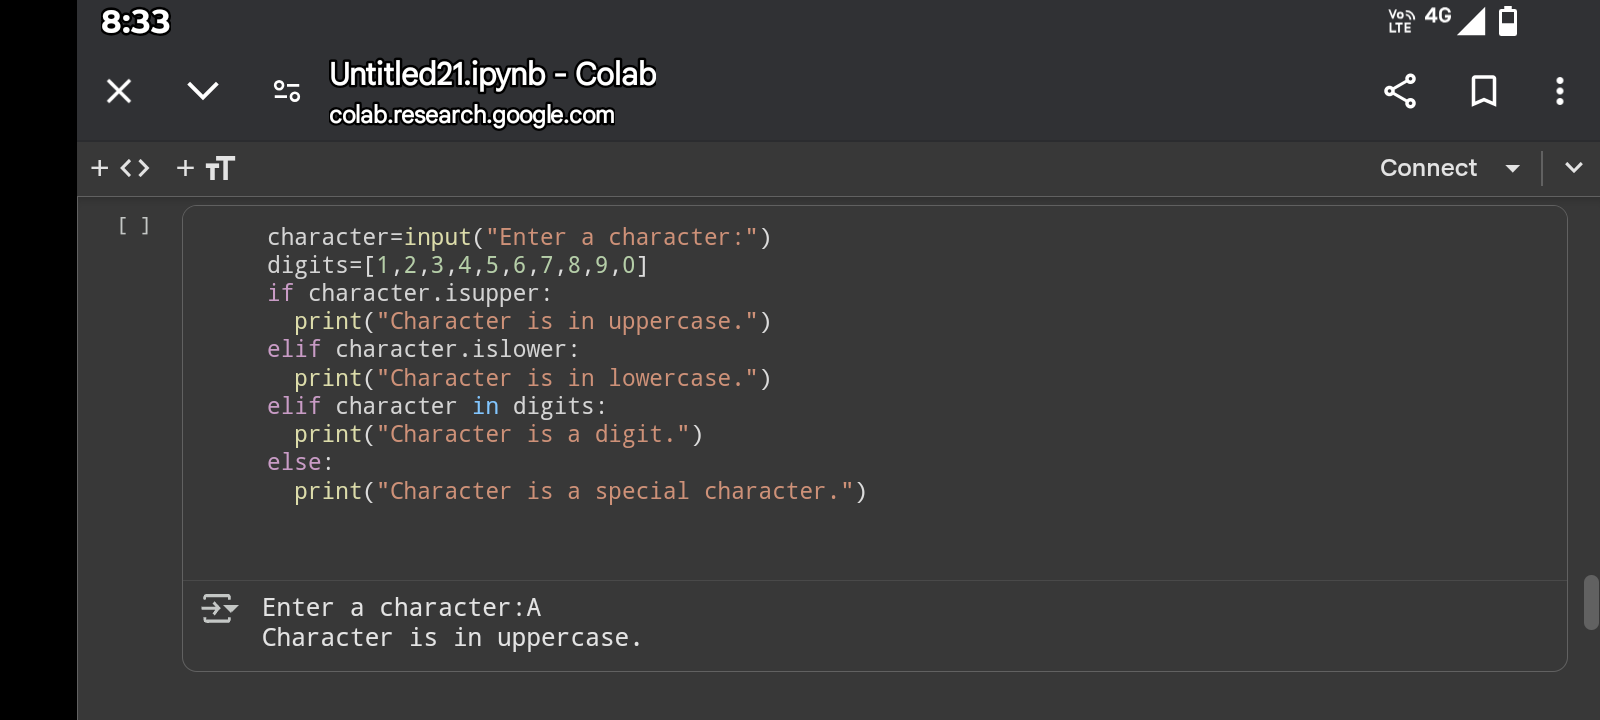 8:33
Vo LTE 4G
Untitled21.ipynb - Colab
colab.research.google.com
+ <> + TT
Connect
[ ]
character=input("Enter a character:")
digits=[1,2,3,4,5,6,7,8,9,0]
if character.isupper:
  print("Character is in uppercase.")
elif character.islower:
  print("Character is in lowercase.")
elif character in digits:
  print("Character is a digit.")
else:
  print("Character is a special character.")
Enter a character:A
Character is in uppercase.